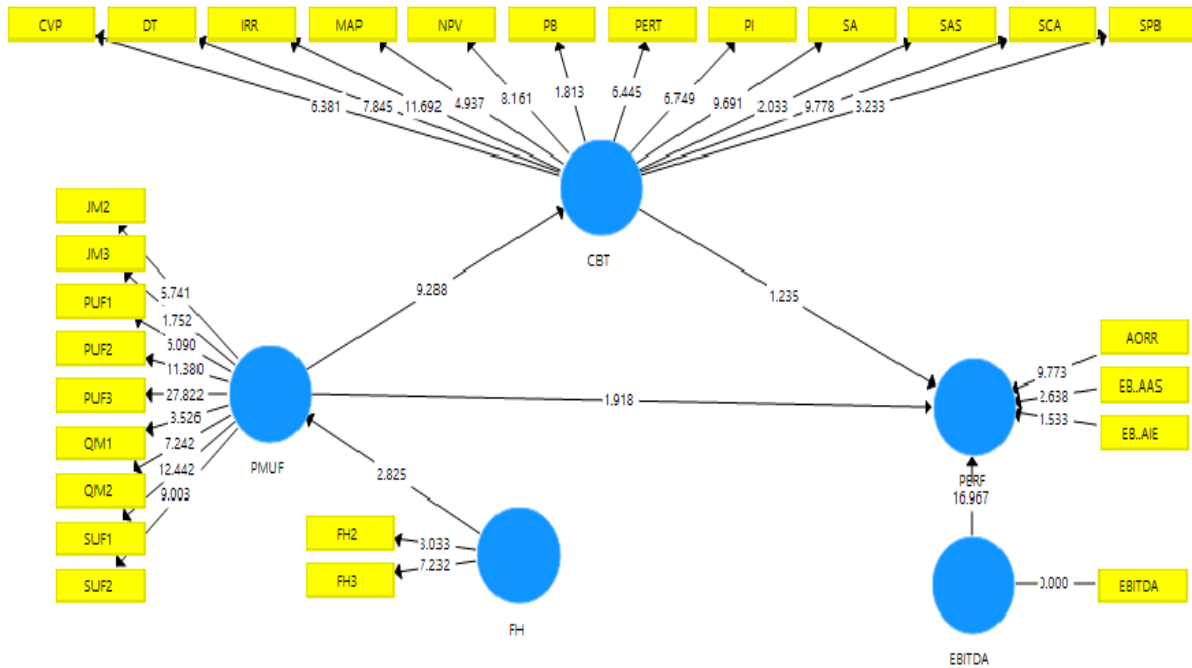 CVP DT IRR MAP NPV PB PERT PI SA SAS SCA SPB
6.381 7.845 11.692 4.937 8.161 1.813 6.445 6.749 9.691 2.033 9.778 3.233
CBT
JM2
JM3
PUF1
PUF2
PUF3
QM1
QM2
SUF1
SUF2
5.741
1.752
11.380
27.822
3.526
7.242
12.442
9.003
PMUF
9.288
1.235
1.918
2.825
AORR
EB..AAS
EB..AIE
9.773
2.638
1.533
PERF
16.967
FH2
FH3
3.033
7.232
FH
EBITDA
0.000
EBITDA